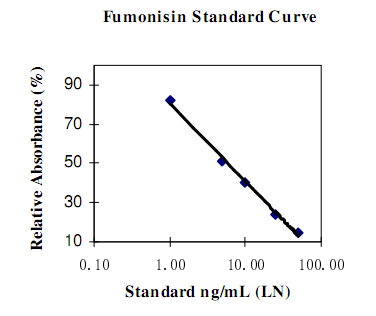 Fumonisin Standard Curve
Relative Absorbance (%)
90
70
50
30
10
0.10 1.00 10.00 100.00
Standard ng/mL (LN)